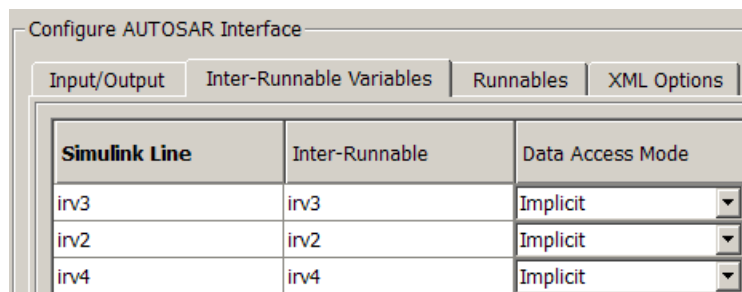 Configure AUTOSAR Interface
Input/Output Inter-Runnable Variables Runnables XML Options
Simulink Line Inter-Runnable Data Access Mode
irv3 irv3 Implicit
irv2 irv2 Implicit
irv4 irv4 Implicit